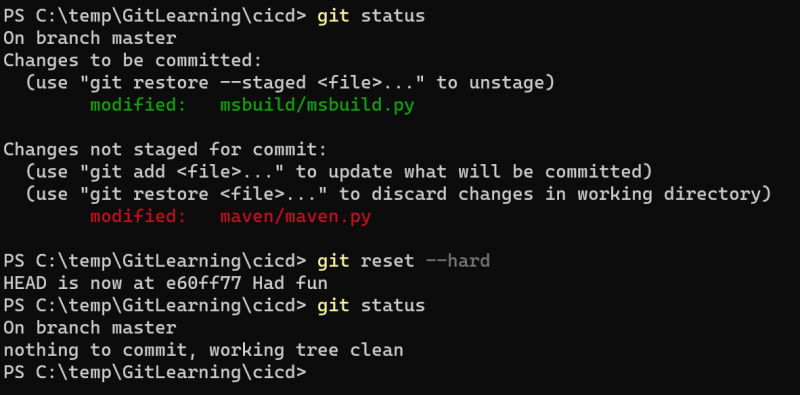 PS C:\temp\GitLearning\cicd> git status
On branch master
Changes to be committed:
  (use "git restore --staged <file>..." to unstage)
        modified:   msbuild/msbuild.py

Changes not staged for commit:
  (use "git add <file>..." to update what will be committed)
  (use "git restore <file>..." to discard changes in working directory)
        modified:   maven/maven.py

PS C:\temp\GitLearning\cicd> git reset --hard
HEAD is now at e60ff77 Had fun
PS C:\temp\GitLearning\cicd> git status
On branch master
nothing to commit, working tree clean
PS C:\temp\GitLearning\cicd>